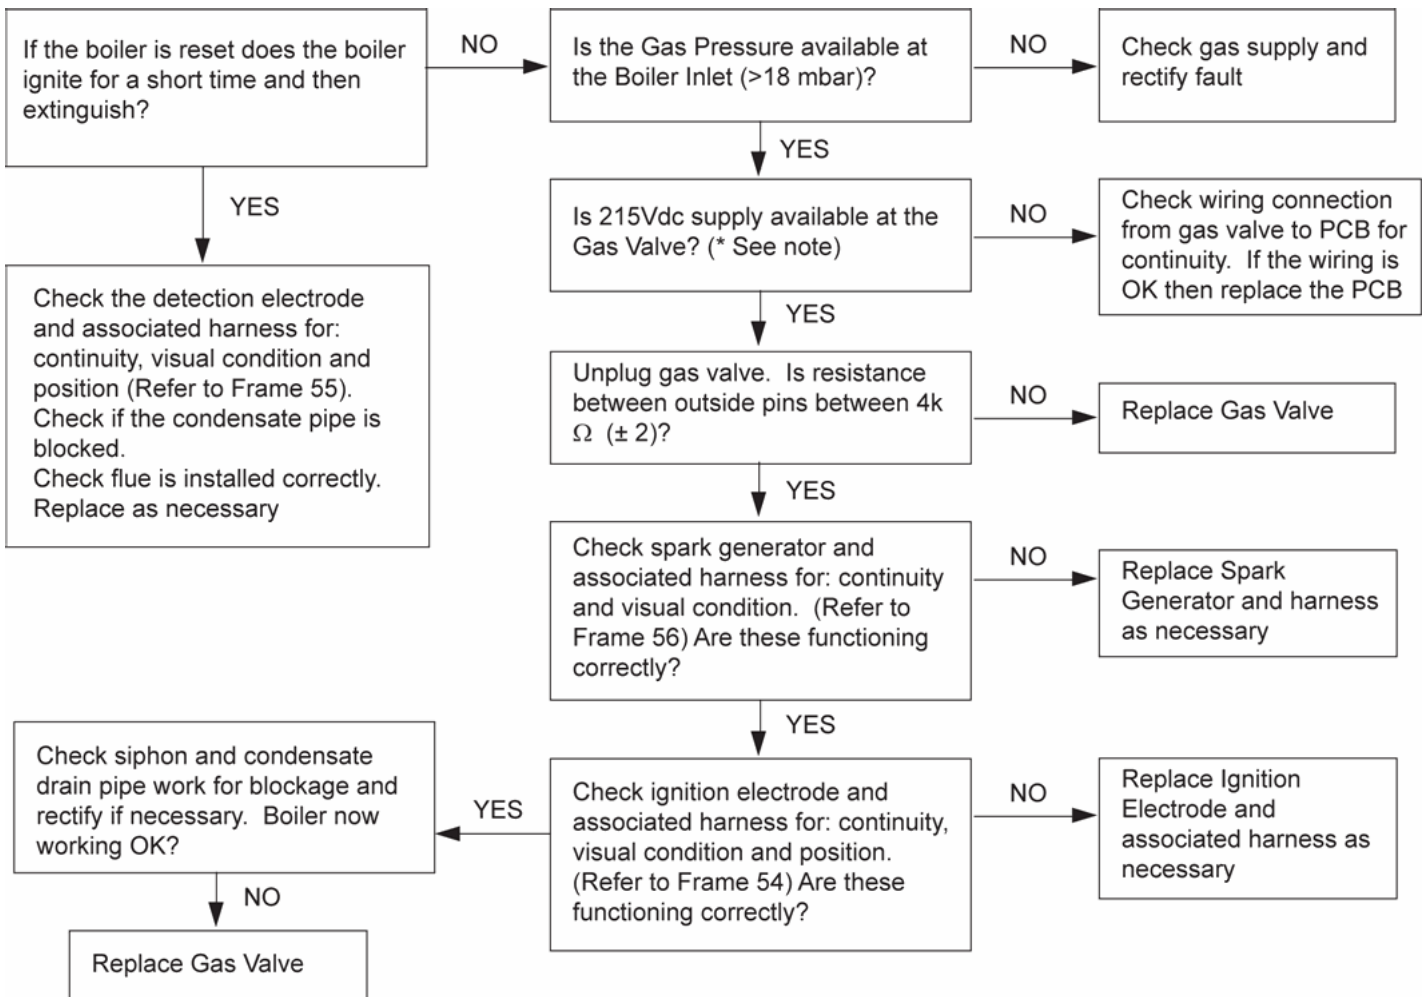 If the boiler is reset does the boiler
ignite for a short time and then
extinguish?
NO
Is the Gas Pressure available at
the Boiler Inlet (>18 mbar)?
NO
Check gas supply and
rectify fault
YES
YES
Is 215Vdc supply available at the
Gas Valve? (* See note)
NO
Check wiring connection
from gas valve to PCB for
continuity.  If the wiring is
OK then replace the PCB
Check the detection electrode
and associated harness for:
continuity, visual condition and
position (Refer to Frame 55).
Check if the condensate pipe is
blocked.
Check flue is installed correctly.
Replace as necessary
YES
Unplug gas valve.  Is resistance
between outside pins between 4k
Ω  (± 2)?
NO
Replace Gas Valve
YES
Check spark generator and
associated harness for: continuity
and visual condition.  (Refer to
Frame 56) Are these functioning
correctly?
NO
Replace Spark
Generator and harness
as necessary
YES
Check ignition electrode and
associated harness for: continuity,
visual condition and position.
(Refer to Frame 54) Are these
functioning correctly?
NO
Replace Ignition
Electrode and
associated harness as
necessary
YES
Check siphon and condensate
drain pipe work for blockage and
rectify if necessary.  Boiler now
working OK?
NO
Replace Gas Valve